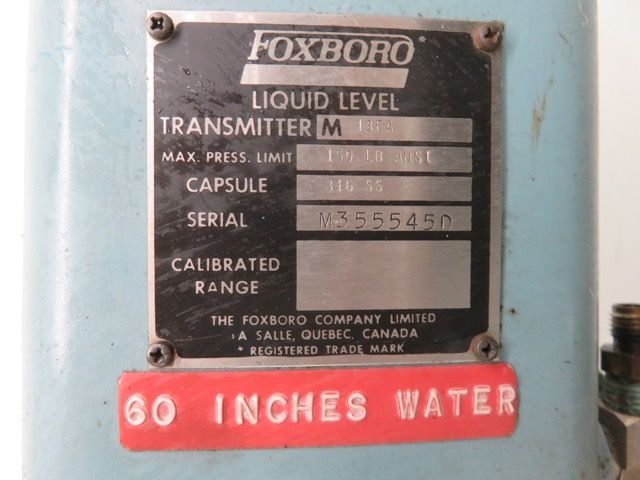 FOXBORO*
LIQUID LEVEL
TRANSMITTER M 13FA
MAX. PRESS. LIMIT 150 LB ANSI
CAPSULE 316 SS
SERIAL M3555450
CALIBRATED
RANGE
THE FOXBORO COMPANY LIMITED
A SALLE, QUEBEC, CANADA
* REGISTERED TRADE MARK
60 INCHES WATER